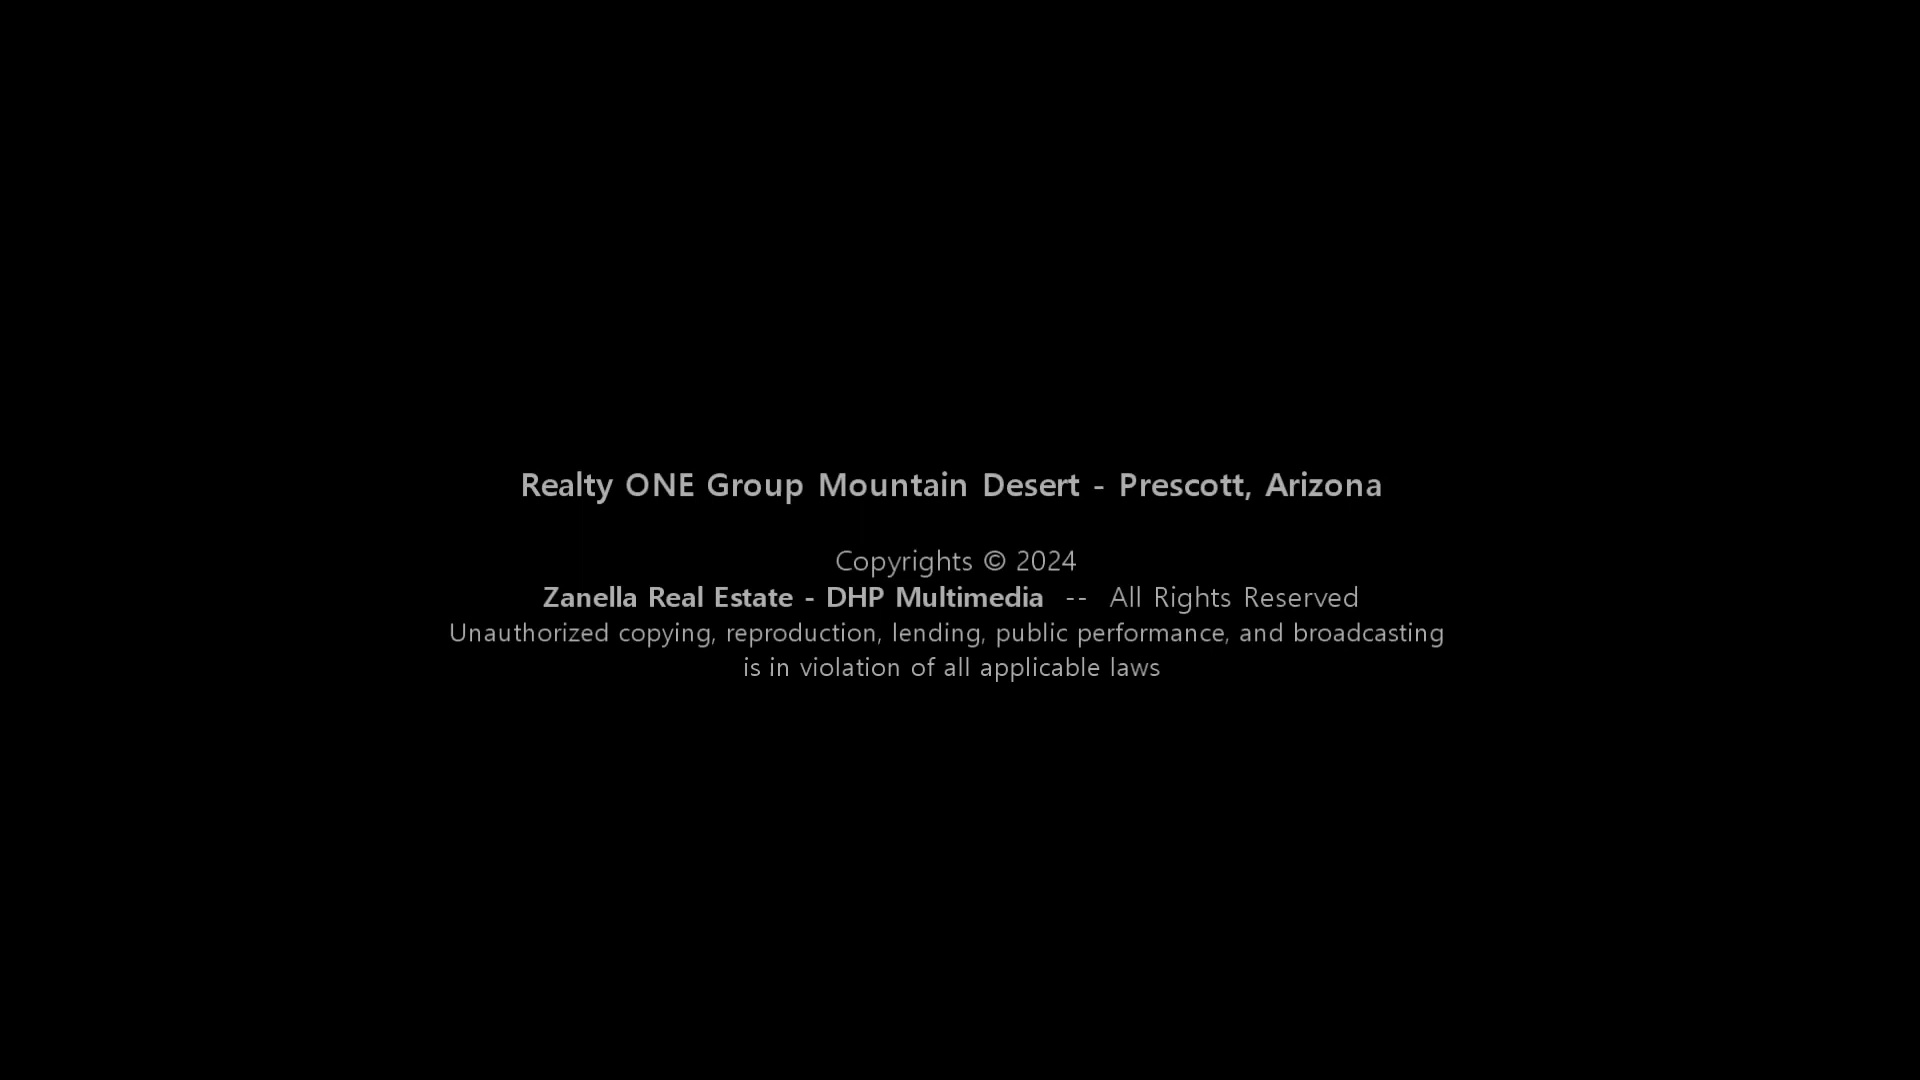 Realty ONE Group Mountain Desert - Prescott, Arizona
Copyrights © 2024
Zanella Real Estate - DHP Multimedia -- All Rights Reserved
Unauthorized copying, reproduction, lending, public performance, and broadcasting
is in violation of all applicable laws